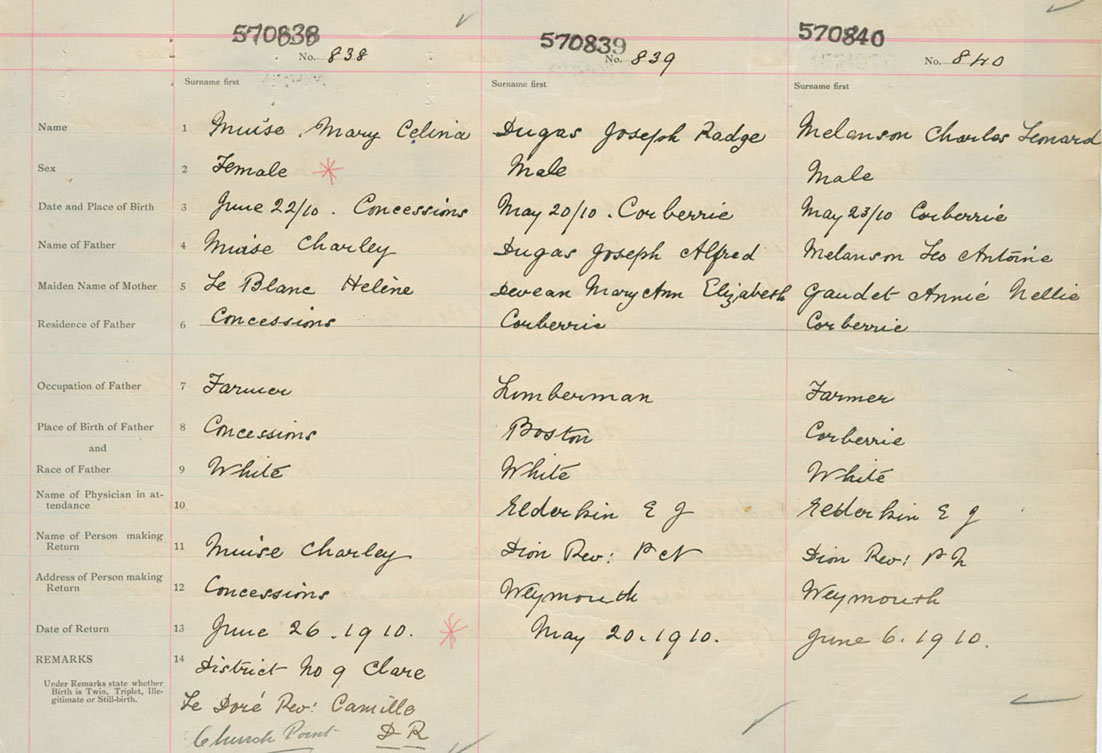 570838 570839 570840
No. 838 No. 839 No. 840
Surname first Surname first Surname first
Name 1 Muise Mary Celina Dugas Joseph Radge Melanson Charles Leonard
Sex 2 Female Male Male
Date and Place of Birth 3 June 22/10. Concessions May 20/10. Corberrie May 23/10 Corberrie
Name of Father 4 Muise Charley Dugas Joseph Alfred Melanson Leo Antoine
Maiden Name of Mother 5 Le Blanc Helène Devean Mary Ann Elizabeth Gaudet Annie Nellie
Residence of Father 6 Concessions Corberrie Corberrie
Occupation of Father 7 Farmer Lumberman Farmer
Place of Birth of Father 8 Concessions Boston Corberrie
and
Race of Father 9 White White White
Name of Physician in at-
tendance 10 Elderkin E J Elderkin E J
Name of Person making
Return 11 Muise Charley Dion Rev: P Dion Rev: P
Address of Person making
Return 12 Concessions Weymouth Weymouth
Date of Return 13 June 26. 1910. May 20. 1910. June 6. 1910.
REMARKS 14 District No 9 Clare
Under Remarks state whether
Birth is Twin, Triplet, Ille-
gitimate or Still-birth.
Le Doré Rev: Camille
Church Point D R